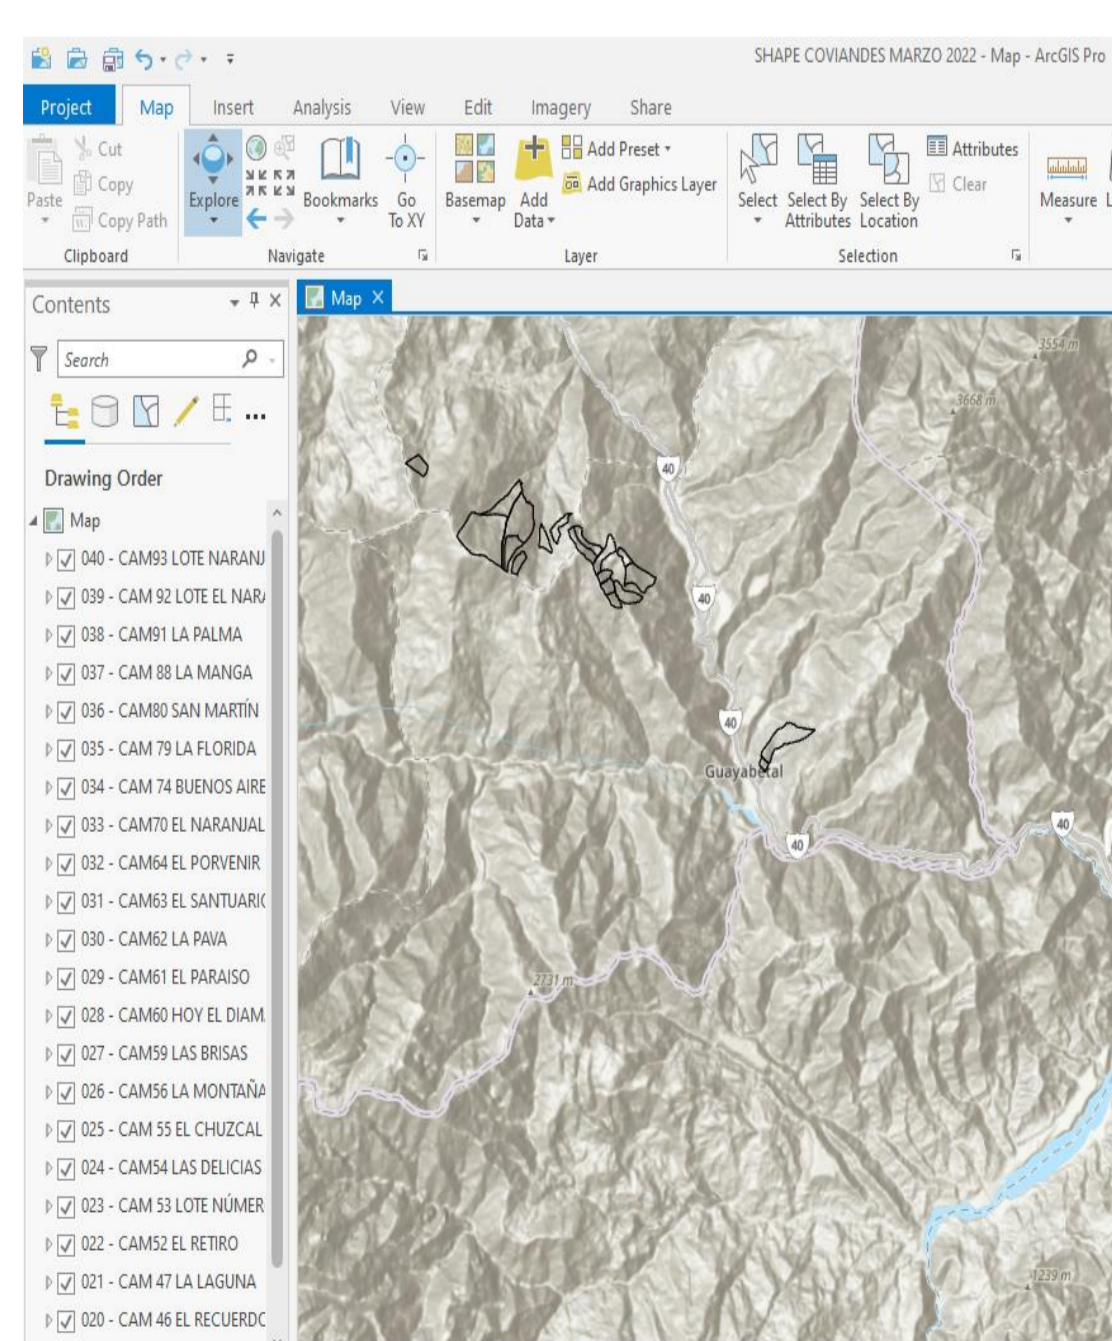 SHAPE COVIANDES MARZO 2022 - Map - ArcGIS Pro
Project Map Insert Analysis View Edit Imagery Share
Paste Cut Copy Copy Path
Clipboard
Explore Bookmarks Go To XY
Navigate
Basemap Add Data Add Preset Add Graphics Layer
Layer
Select Select By Attributes Select By Location Attributes Clear
Selection
Measure
Contents
Search
Drawing Order
Map
040 - CAM93 LOTE NARANJ
039 - CAM 92 LOTE EL NAR
038 - CAM91 LA PALMA
037 - CAM 88 LA MANGA
036 - CAM80 SAN MARTÍN
035 - CAM 79 LA FLORIDA
034 - CAM 74 BUENOS AIRE
033 - CAM70 EL NARANJAL
032 - CAM64 EL PORVENIR
031 - CAM63 EL SANTUARIO
030 - CAM62 LA PAVA
029 - CAM61 EL PARAISO
028 - CAM60 HOY EL DIAM
027 - CAM59 LAS BRISAS
026 - CAM56 LA MONTAÑA
025 - CAM 55 EL CHUZCAL
024 - CAM54 LAS DELICIAS
023 - CAM 53 LOTE NÚMER
022 - CAM52 EL RETIRO
021 - CAM 47 LA LAGUNA
020 - CAM 46 EL RECUERDO
Map
3554 m
3668 m
40
40
40
Guayabetal
40
40
2731 m
1239 m